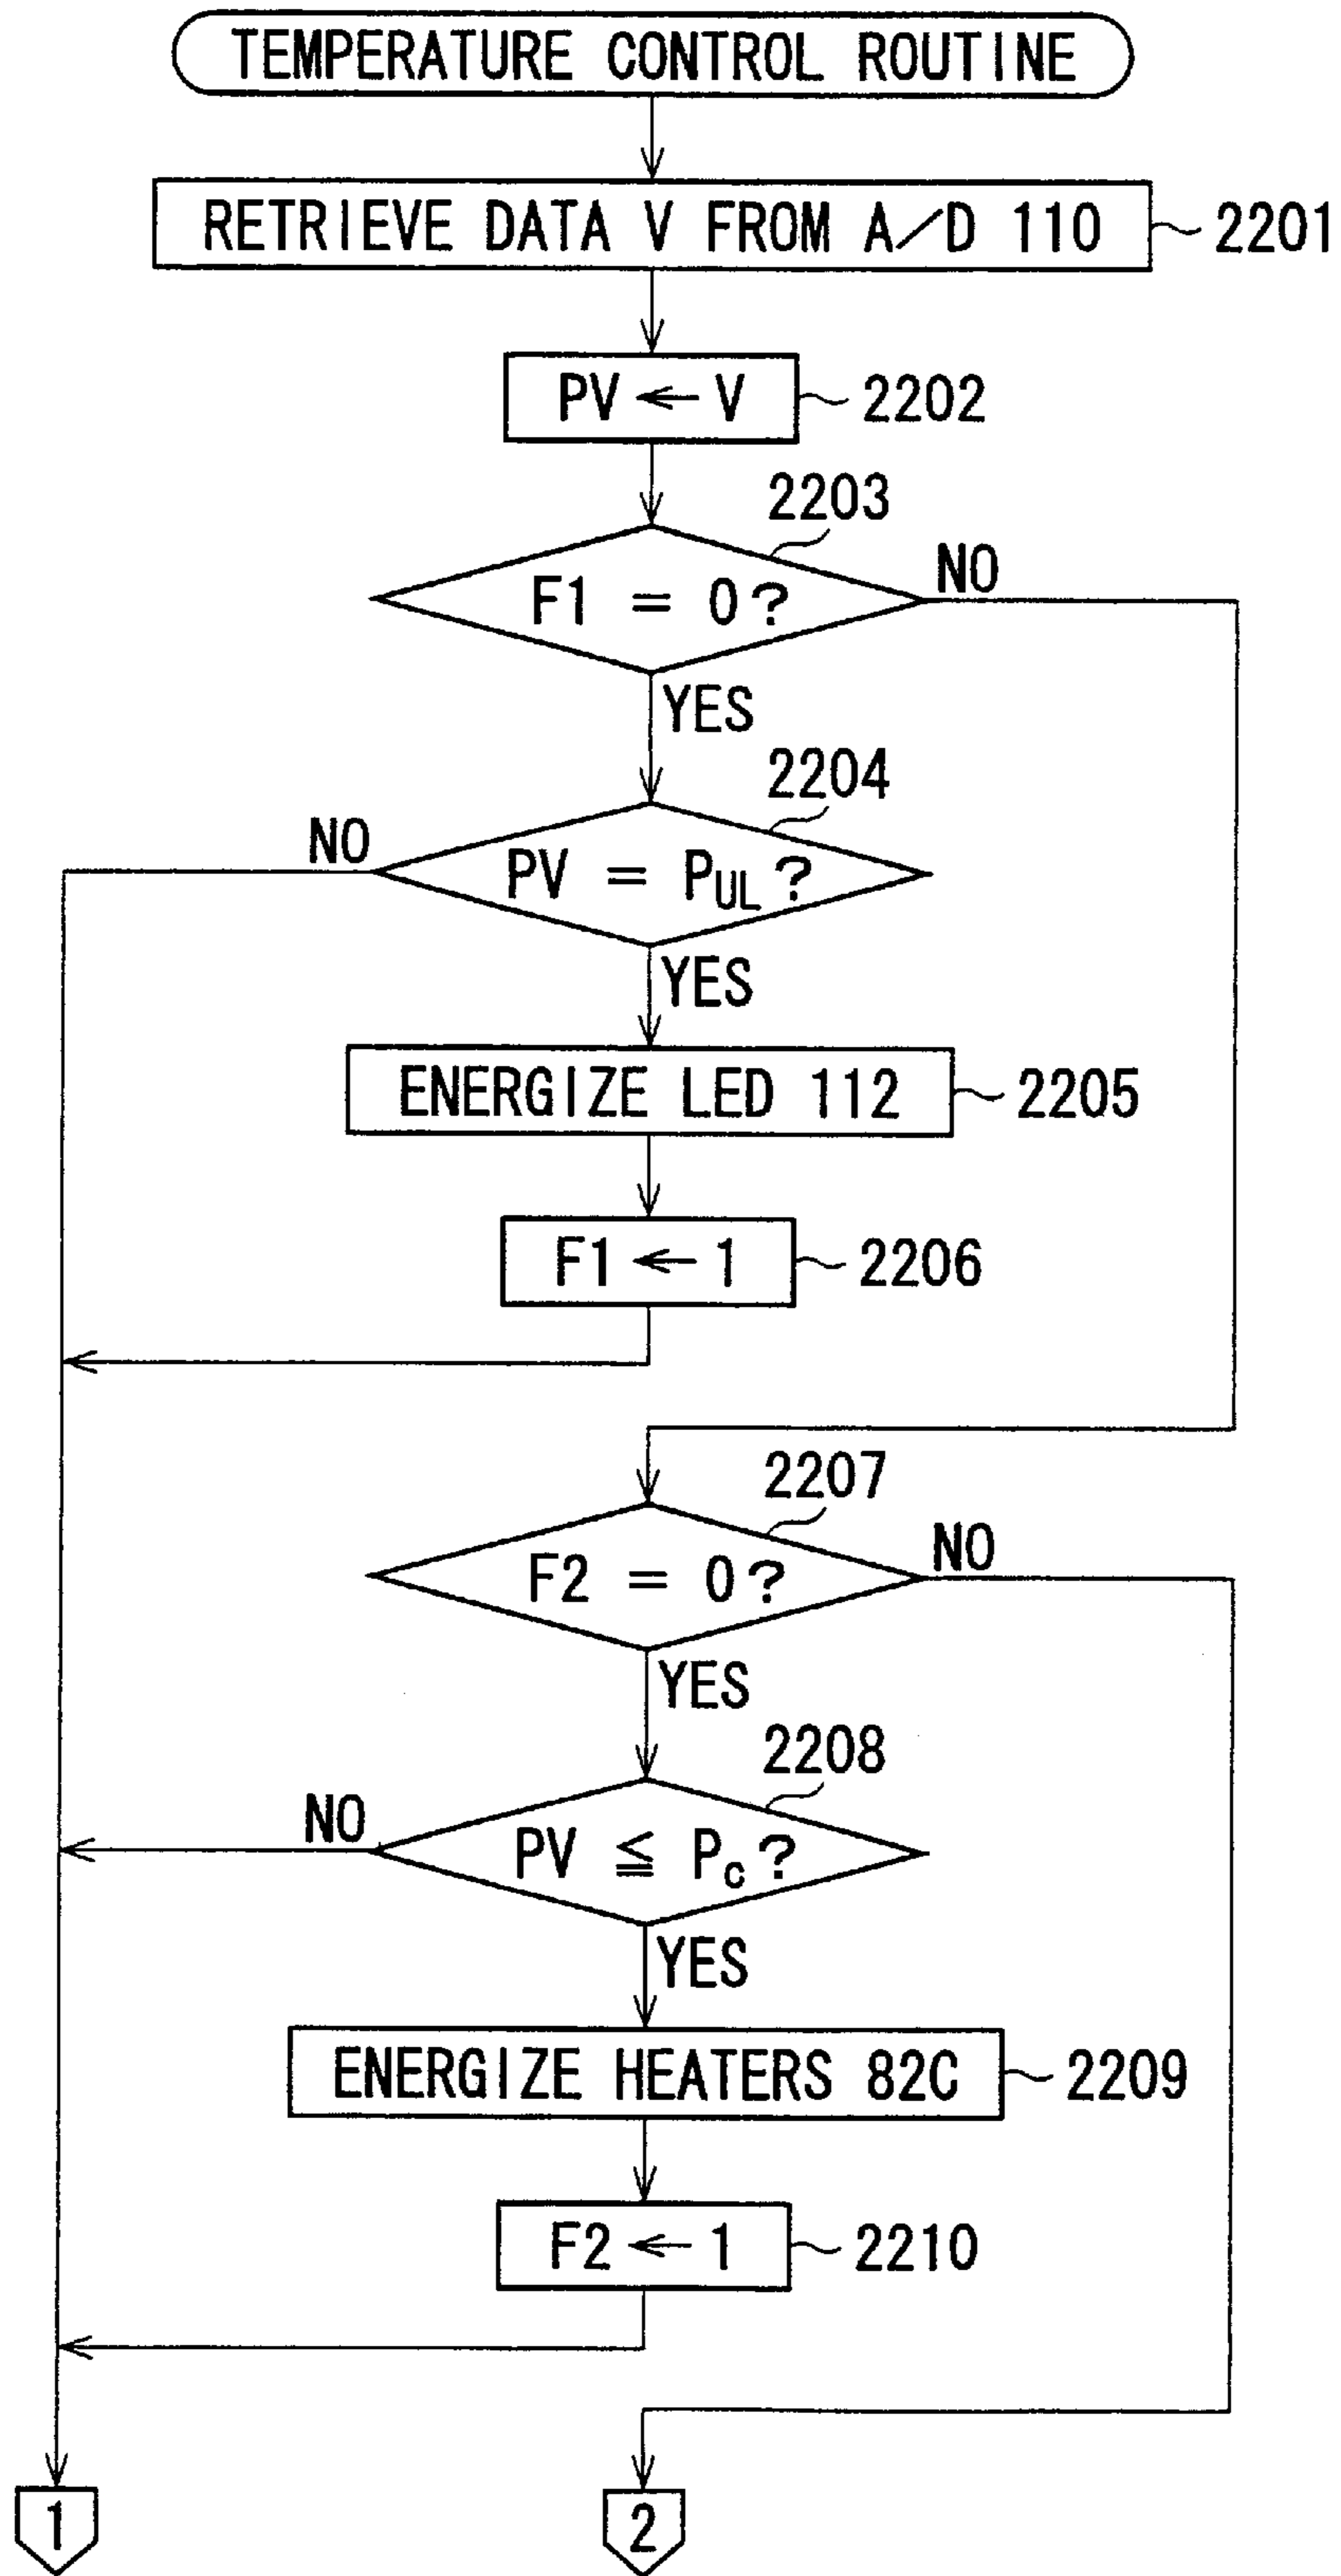 TEMPERATURE CONTROL ROUTINE
RETRIEVE DATA V FROM A/D 110
2201
PV ← V
2202
2203
F1 = 0?
NO
YES
2204
NO
PV = PUL?
YES
ENERGIZE LED 112
2205
F1 ← 1
2206
2207
F2 = 0?
NO
YES
2208
NO
PV ≦ Pc?
YES
ENERGIZE HEATERS 82C
2209
F2 ← 1
2210
1
2